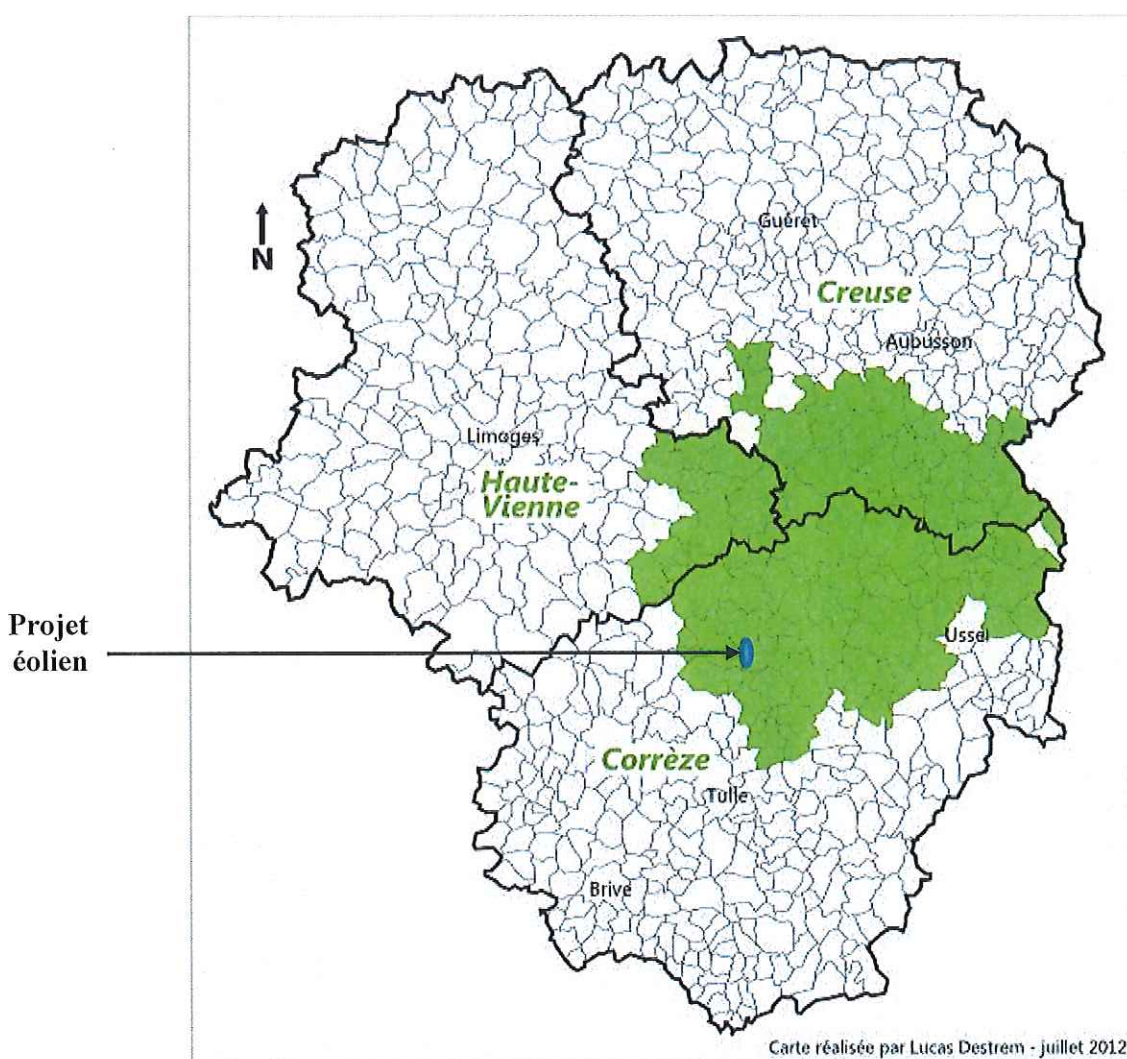 Guéret
N
Creuse
Aubusson
Limoges
Haute-
Vienne
Projet
éolien
Ussel
Corrèze
Tulle
Brive
Carte réalisée par Lucas Destrem - juillet 2012